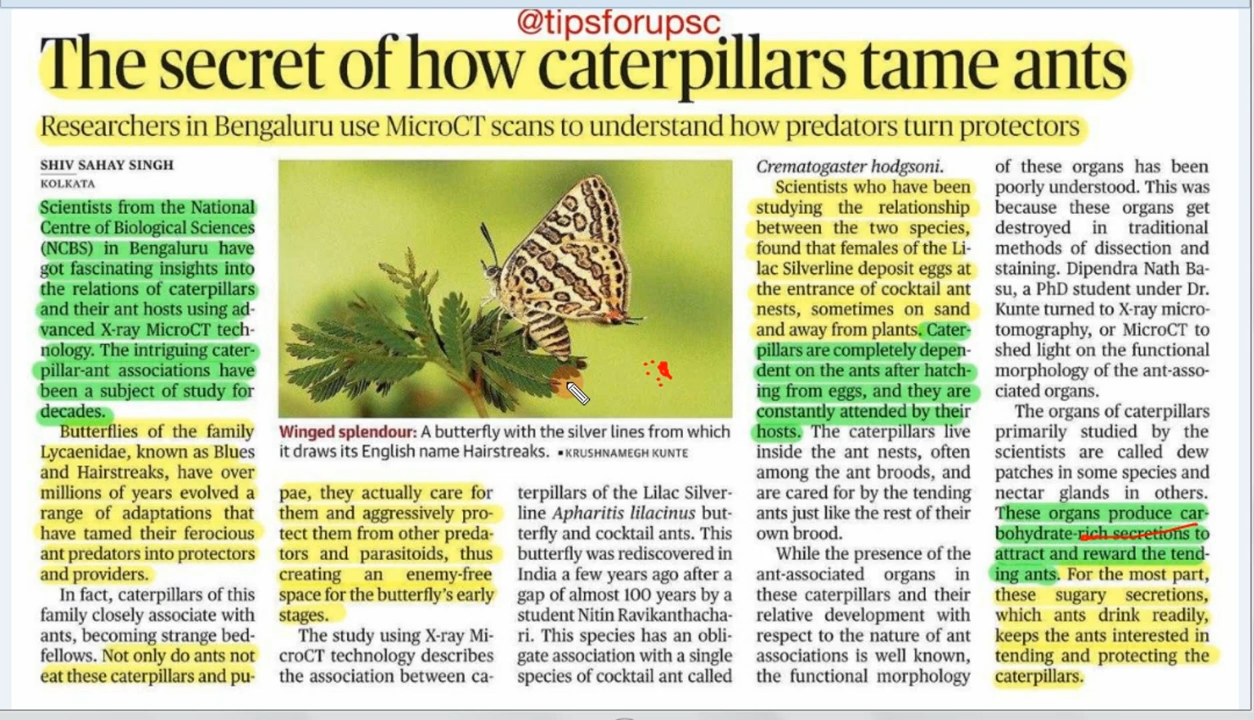 @tipsforupsc
The secret of how caterpillars tame ants
Researchers in Bengaluru use MicroCT scans to understand how predators turn protectors
SHIV SAHAY SINGH
KOLKATA
Scientists from the National
Centre of Biological Sciences
(NCBS) in Bengaluru have
got fascinating insights into
the relations of caterpillars
and their ant hosts using ad-
vanced X-ray MicroCT tech-
nology. The intriguing cater-
pillar-ant associations have
been a subject of study for
decades.
Butterflies of the family
Lycaenidae, known as Blues
and Hairstreaks, have over
millions of years evolved a
range of adaptations that
have tamed their ferocious
ant predators into protectors
and providers.
In fact, caterpillars of this
family closely associate with
ants, becoming strange bed-
fellows. Not only do ants not
eat these caterpillars and pu-
Winged splendour: A butterfly with the silver lines from which
it draws its English name Hairstreaks. ▪KRUSHNAMEGH KUNTE
pae, they actually care for
them and aggressively pro-
tect them from other preda-
tors and parasitoids, thus
creating an enemy-free
space for the butterfly's early
stages.
The study using X-ray Mi-
croCT technology describes
the association between ca-
terpillars of the Lilac Silver-
line Apharitis lilacinus but-
terfly and cocktail ants. This
butterfly was rediscovered in
India a few years ago after a
gap of almost 100 years by a
student Nitin Ravikanthacha-
ri. This species has an obli-
gate association with a single
species of cocktail ant called
Crematogaster hodgsoni.
Scientists who have been
studying the relationship
between the two species,
found that females of the Li-
lac Silverline deposit eggs at
the entrance of cocktail ant
nests, sometimes on sand
and away from plants. Cater-
pillars are completely depen-
dent on the ants after hatch-
ing from eggs, and they are
constantly attended by their
hosts. The caterpillars live
inside the ant nests, often
among the ant broods, and
are cared for by the tending
ants just like the rest of their
own brood.
While the presence of the
ant-associated organs in
these caterpillars and their
relative development with
respect to the nature of ant
associations is well known,
the functional morphology
of these organs has been
poorly understood. This was
because these organs get
destroyed in traditional
methods of dissection and
staining. Dipendra Nath Ba-
su, a PhD student under Dr.
Kunte turned to X-ray micro-
tomography, or MicroCT to
shed light on the functional
morphology of the ant-asso-
ciated organs.
The organs of caterpillars
primarily studied by the
scientists are called dew
patches in some species and
nectar glands in others.
These organs produce car-
bohydrate-rich secretions to
attract and reward the tend-
ing ants. For the most part,
these sugary secretions,
which ants drink readily,
keeps the ants interested in
tending and protecting the
caterpillars.